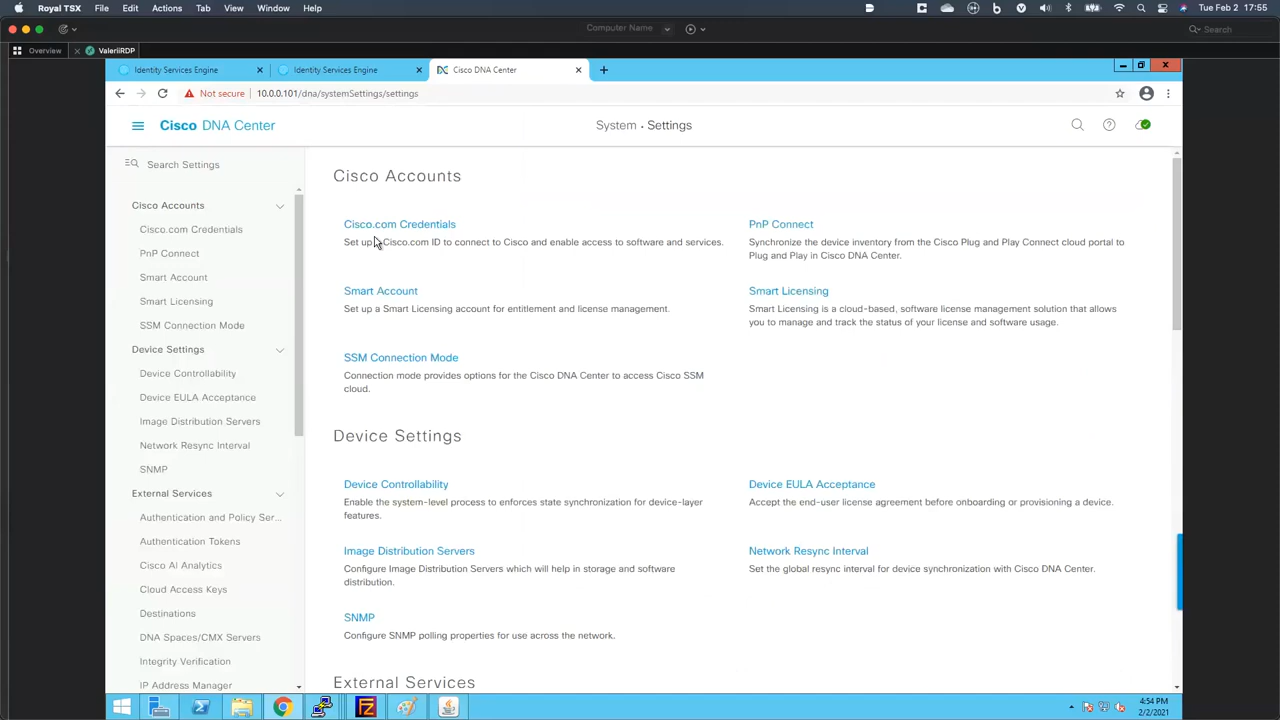 Royal TSX File Edit Actions Tab View Window Help Tue Feb 2 17:55
Computer Name Search
Overview ValeriiRDP
Identity Services Engine Identity Services Engine Cisco DNA Center
Not secure 10.0.0.101/dna/systemSettings/settings
Cisco DNA Center System · Settings
Search Settings
Cisco Accounts
Cisco.com Credentials
PnP Connect
Smart Account
Smart Licensing
SSM Connection Mode
Device Settings
Device Controllability
Device EULA Acceptance
Image Distribution Servers
Network Resync Interval
SNMP
External Services
Authentication and Policy Ser...
Authentication Tokens
Cisco AI Analytics
Cloud Access Keys
Destinations
DNA Spaces/CMX Servers
Integrity Verification
IP Address Manager
Cisco Accounts
Cisco.com Credentials
Set up a Cisco.com ID to connect to Cisco and enable access to software and services.
PnP Connect
Synchronize the device inventory from the Cisco Plug and Play Connect cloud portal to
Plug and Play in Cisco DNA Center.
Smart Account
Set up a Smart Licensing account for entitlement and license management.
Smart Licensing
Smart Licensing is a cloud-based, software license management solution that allows
you to manage and track the status of your license and software usage.
SSM Connection Mode
Connection mode provides options for the Cisco DNA Center to access Cisco SSM
cloud.
Device Settings
Device Controllability
Enable the system-level process to enforces state synchronization for device-layer
features.
Device EULA Acceptance
Accept the end-user license agreement before onboarding or provisioning a device.
Image Distribution Servers
Configure Image Distribution Servers which will help in storage and software
distribution.
Network Resync Interval
Set the global resync interval for device synchronization with Cisco DNA Center.
SNMP
Configure SNMP polling properties for use across the network.
External Services
4:54 PM
2/2/2021